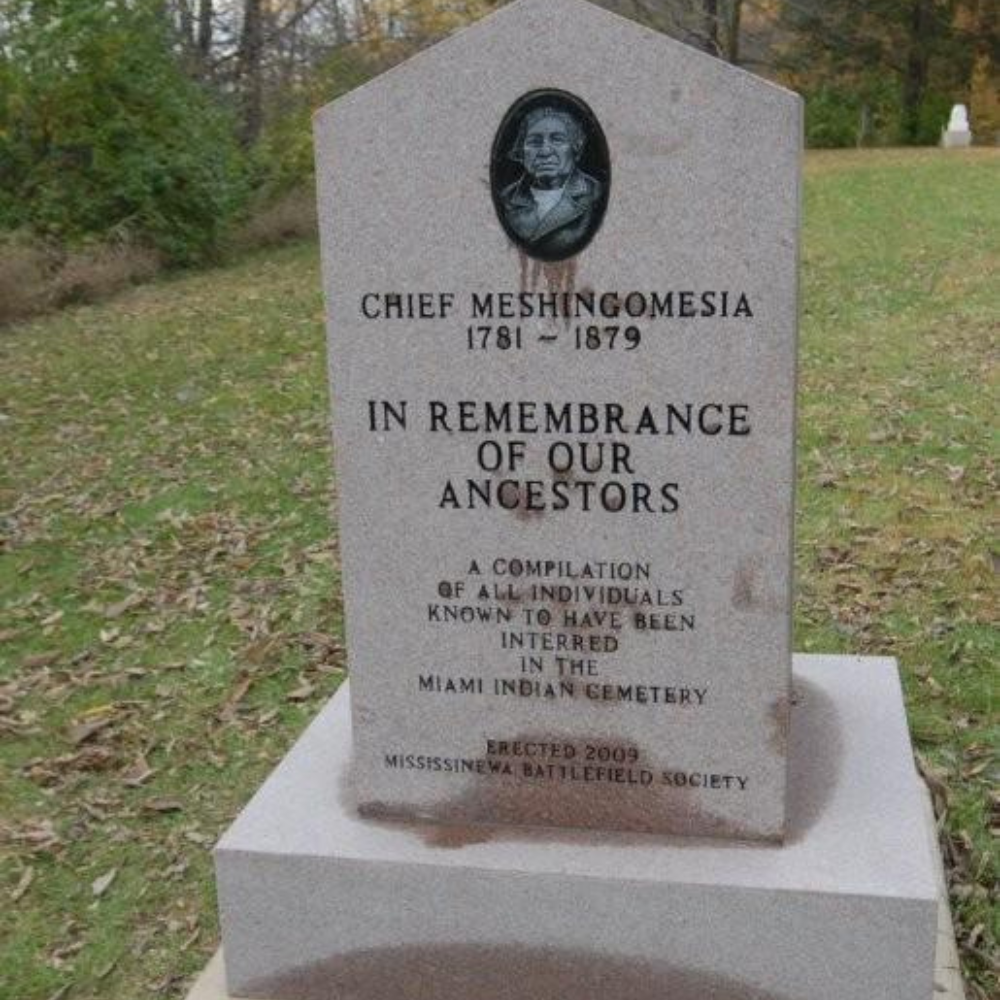 CHIEF MESHINGOMESIA
1781 ~ 1879
IN REMEMBRANCE
OF OUR
ANCESTORS
A COMPILATION
OF ALL INDIVIDUALS
KNOWN TO HAVE BEEN
INTERRED
IN THE
MIAMI INDIAN CEMETERY
ERECTED 2009
MISSISSINEWA BATTLEFIELD SOCIETY